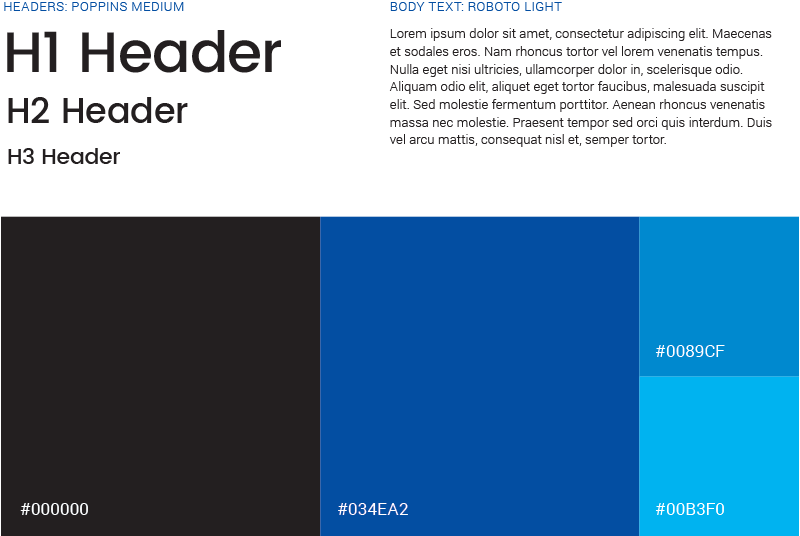 HEADERS: POPPINS MEDIUM
H1 Header
H2 Header
H3 Header
BODY TEXT: ROBOTO LIGHT
Lorem ipsum dolor sit amet, consectetur adipiscing elit. Maecenas
et sodales eros. Nam rhoncus tortor vel lorem venenatis tempus.
Nulla eget nisi ultricies, ullamcorper dolor in, scelerisque odio.
Aliquam odio elit, aliquet eget tortor faucibus, malesuada suscipit
elit. Sed molestie fermentum porttitor. Aenean rhoncus venenatis
massa nec molestie. Praesent tempor sed orci quis interdum. Duis
vel arcu mattis, consequat nisl et, semper tortor.
#000000
#034EA2
#0089CF
#00B3F0